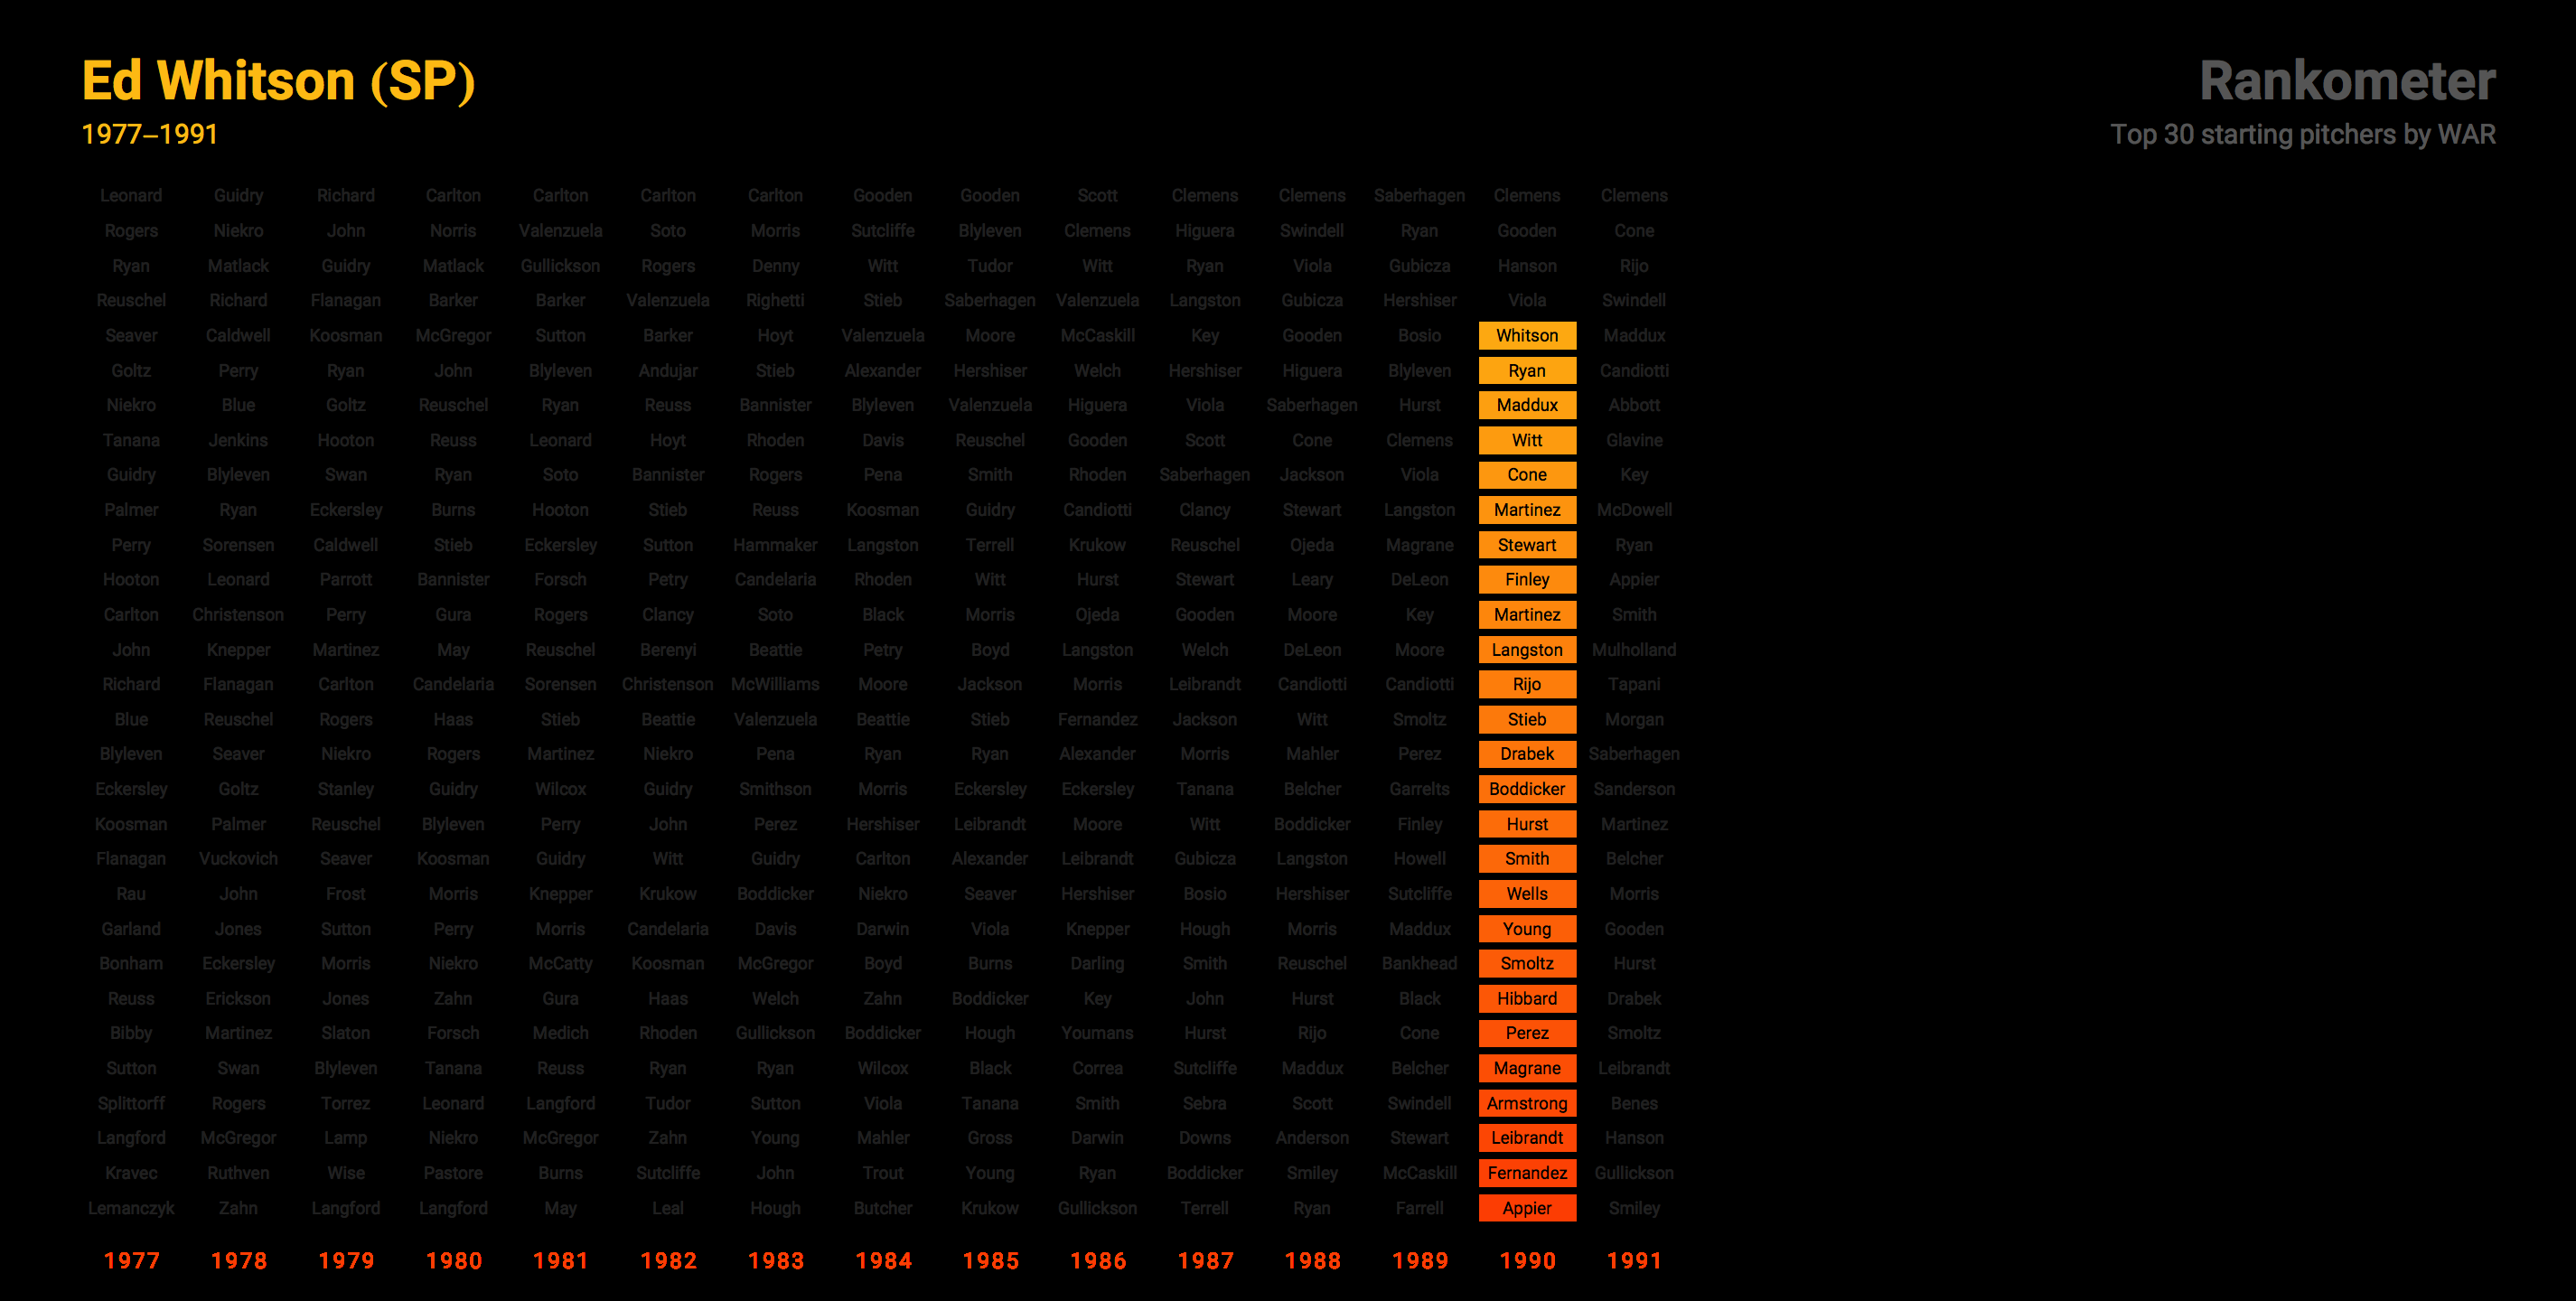 Ed Whitson (SP)
1977–1991
Rankometer
Top 30 starting pitchers by WAR
Leonard Guidry Richard Carlton Carlton Carlton Carlton Gooden Gooden Scott Clemens Clemens Saberhagen Clemens Clemens
Rogers Niekro John Norris Valenzuela Soto Morris Sutcliffe Blyleven Clemens Higuera Swindell Ryan Gooden Cone
Ryan Matlack Guidry Matlack Gullickson Rogers Denny Witt Tudor Witt Ryan Viola Gubicza Hanson Rijo
Reuschel Richard Flanagan Barker Barker Valenzuela Righetti Stieb Saberhagen Valenzuela Langston Gubicza Hershiser Viola Swindell
Seaver Caldwell Koosman McGregor Sutton Barker Hoyt Valenzuela Moore McCaskill Key Gooden Bosio Whitson Maddux
Goltz Perry Ryan John Blyleven Andujar Stieb Alexander Hershiser Welch Hershiser Higuera Blyleven Ryan Candiotti
Niekro Blue Goltz Reuschel Ryan Reuss Bannister Blyleven Valenzuela Higuera Viola Saberhagen Hurst Maddux Abbott
Tanana Jenkins Hooton Reuss Leonard Hoyt Rhoden Davis Reuschel Gooden Scott Cone Clemens Witt Glavine
Guidry Blyleven Swan Ryan Soto Bannister Rogers Pena Smith Rhoden Saberhagen Jackson Viola Cone Key
Palmer Ryan Eckersley Burns Hooton Stieb Reuss Koosman Guidry Candiotti Clancy Stewart Langston Martinez McDowell
Perry Sorensen Caldwell Stieb Eckersley Sutton Hammaker Langston Terrell Krukow Reuschel Ojeda Magrane Stewart Ryan
Hooton Leonard Parrott Bannister Forsch Petry Candelaria Rhoden Witt Hurst Stewart Leary DeLeon Finley Appier
Carlton Christenson Perry Gura Rogers Clancy Soto Black Morris Ojeda Gooden Moore Key Martinez Smith
John Knepper Martinez May Reuschel Berenyi Beattie Petry Boyd Langston Welch DeLeon Moore Langston Mulholland
Richard Flanagan Carlton Candelaria Sorensen Christenson McWilliams Moore Jackson Morris Leibrandt Candiotti Candiotti Rijo Tapani
Blue Reuschel Rogers Haas Stieb Beattie Valenzuela Beattie Stieb Fernandez Jackson Witt Smoltz Stieb Morgan
Blyleven Seaver Niekro Rogers Martinez Niekro Pena Ryan Ryan Alexander Morris Mahler Perez Drabek Saberhagen
Eckersley Goltz Stanley Guidry Wilcox Guidry Smithson Morris Eckersley Eckersley Tanana Belcher Garrelts Boddicker Sanderson
Koosman Palmer Reuschel Blyleven Perry John Perez Hershiser Leibrandt Moore Witt Boddicker Finley Hurst Martinez
Flanagan Vuckovich Seaver Koosman Guidry Witt Guidry Carlton Alexander Leibrandt Gubicza Langston Howell Smith Belcher
Rau John Frost Morris Knepper Krukow Boddicker Niekro Seaver Hershiser Bosio Hershiser Sutcliffe Wells Morris
Garland Jones Sutton Perry Morris Candelaria Davis Darwin Viola Knepper Hough Morris Maddux Young Gooden
Bonham Eckersley Morris Niekro McCatty Koosman McGregor Boyd Burns Darling Smith Reuschel Bankhead Smoltz Hurst
Reuss Erickson Jones Zahn Gura Haas Welch Zahn Boddicker Key John Hurst Black Hibbard Drabek
Bibby Martinez Slaton Forsch Medich Rhoden Gullickson Boddicker Hough Youmans Hurst Rijo Cone Perez Smoltz
Sutton Swan Blyleven Tanana Reuss Ryan Ryan Wilcox Black Correa Sutcliffe Maddux Belcher Magrane Leibrandt
Splittorff Rogers Torrez Leonard Langford Tudor Sutton Viola Tanana Smith Sebra Scott Swindell Armstrong Benes
Langford McGregor Lamp Niekro McGregor Zahn Young Mahler Gross Darwin Downs Anderson Stewart Leibrandt Hanson
Kravec Ruthven Wise Pastore Burns Sutcliffe John Trout Young Ryan Boddicker Smiley McCaskill Fernandez Gullickson
Lemanczyk Zahn Langford Langford May Leal Hough Butcher Krukow Gullickson Terrell Ryan Farrell Appier Smiley
1977 1978 1979 1980 1981 1982 1983 1984 1985 1986 1987 1988 1989 1990 1991